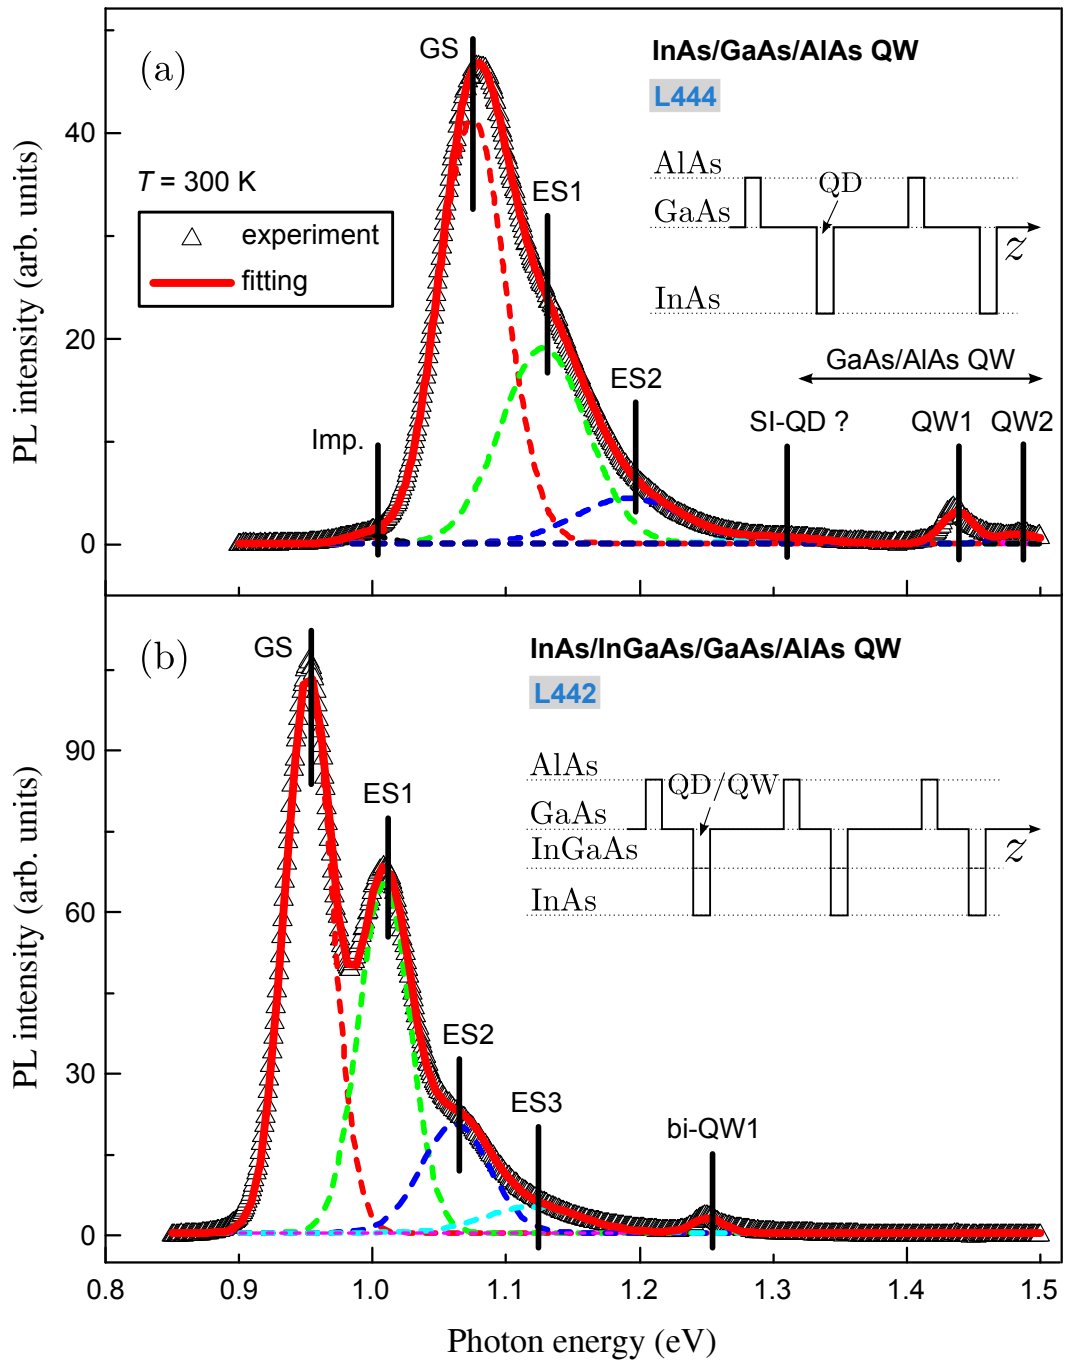 (a)
GS
InAs/GaAs/AlAs QW
L444
T = 300 K
experiment
fitting
ES1
ES2
Imp.
SI-QD ?
GaAs/AlAs QW
QW1
QW2
AlAs
GaAs
InAs
QD
z
PL intensity (arb. units)
40
20
0
(b)
GS
InAs/InGaAs/GaAs/AlAs QW
L442
ES1
ES2
ES3
bi-QW1
AlAs
GaAs
InGaAs
InAs
QD/QW
z
PL intensity (arb. units)
90
60
30
0
0.8 0.9 1.0 1.1 1.2 1.3 1.4 1.5
Photon energy (eV)